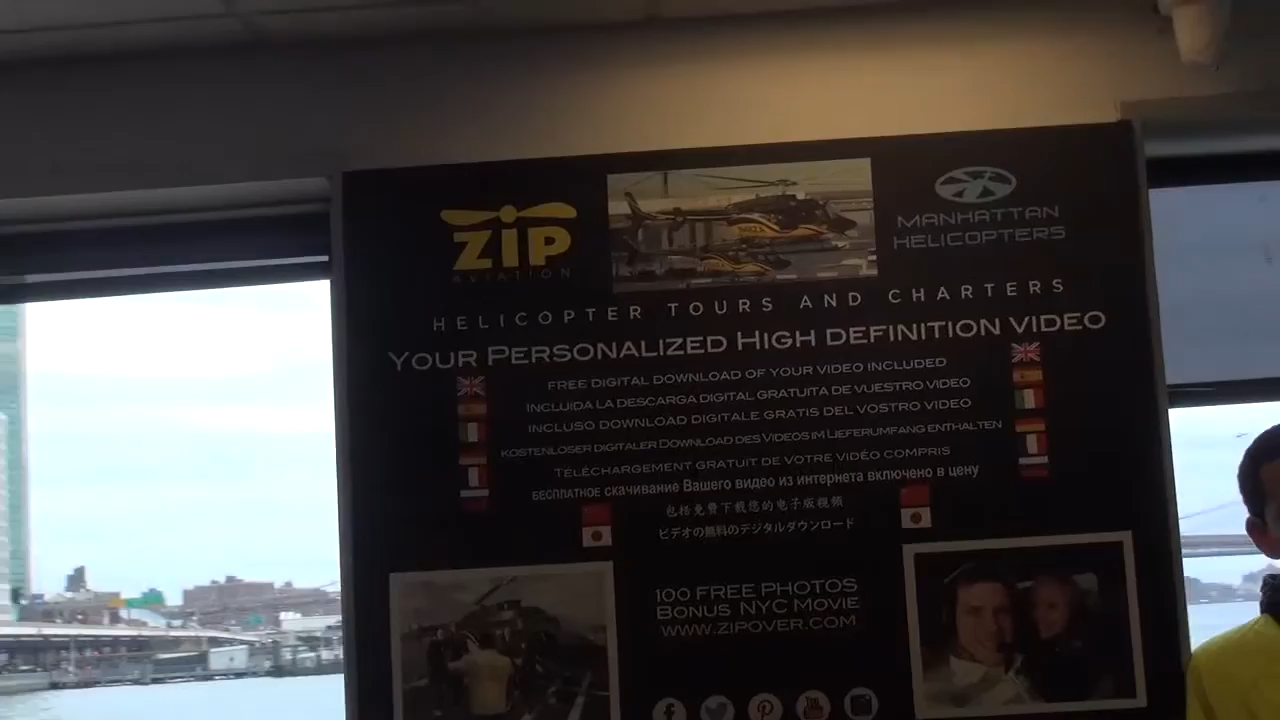 ZIP
AVIATION
MANHATTAN
HELICOPTERS
HELICOPTER TOURS AND CHARTERS
YOUR PERSONALIZED HIGH DEFINITION VIDEO
FREE DIGITAL DOWNLOAD OF YOUR VIDEO INCLUDED
INCLUIDA LA DESCARGA DIGITAL GRATUITA DE VUESTRO VIDEO
INCLUSO DOWNLOAD DIGITALE GRATIS DEL VOSTRO VIDEO
KOSTENLOSER DIGITALER DOWNLOAD DES VIDEOS IM LIEFERUMFANG ENTHALTEN
TÉLÉCHARGEMENT GRATUIT DE VOTRE VIDÉO COMPRIS
БЕСПЛАТНОЕ скачивание Вашего видео из интернета включено в цену
包括免费下载您的电子版视频
ビデオの無料のデジタルダウンロード
100 FREE PHOTOS
BONUS NYC MOVIE
WWW.ZIPOVER.COM